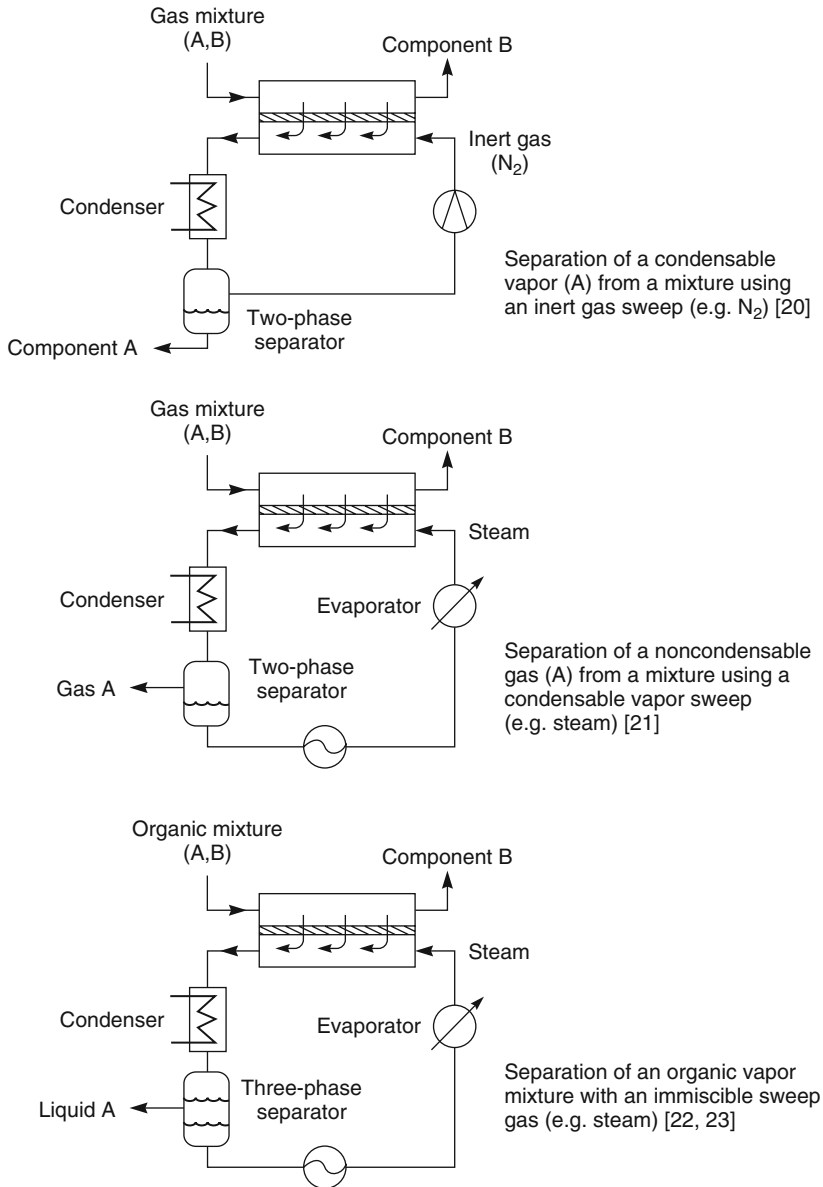 Gas mixture
(A,B)
Component B
Inert gas
(N2)
Condenser
Two-phase
separator
Component A
Separation of a condensable
vapor (A) from a mixture using
an inert gas sweep (e.g. N2) [20]
Gas mixture
(A,B)
Component B
Steam
Condenser
Evaporator
Two-phase
separator
Gas A
Separation of a noncondensable
gas (A) from a mixture using a
condensable vapor sweep
(e.g. steam) [21]
Organic mixture
(A,B)
Component B
Steam
Condenser
Evaporator
Three-phase
separator
Liquid A
Separation of an organic vapor
mixture with an immiscible sweep
gas (e.g. steam) [22, 23]